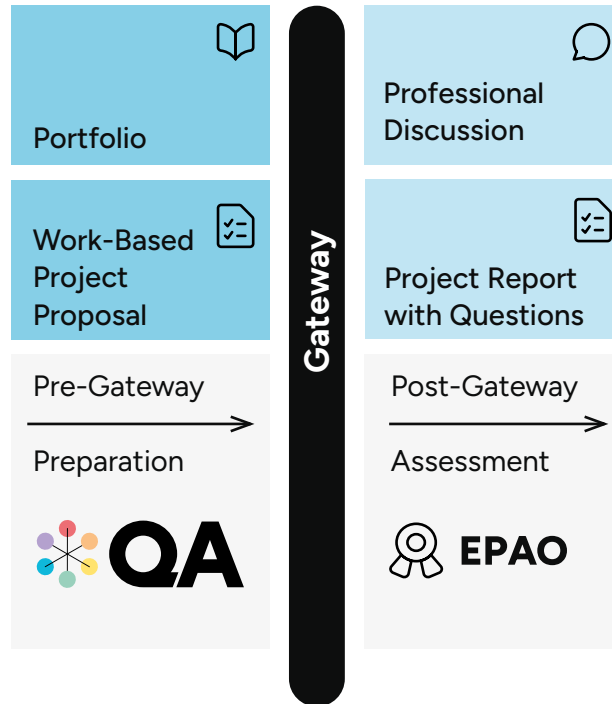 Portfolio
Work-Based
Project
Proposal
Pre-Gateway
Preparation
QA
Gateway
Professional
Discussion
Project Report
with Questions
Post-Gateway
Assessment
EPAO